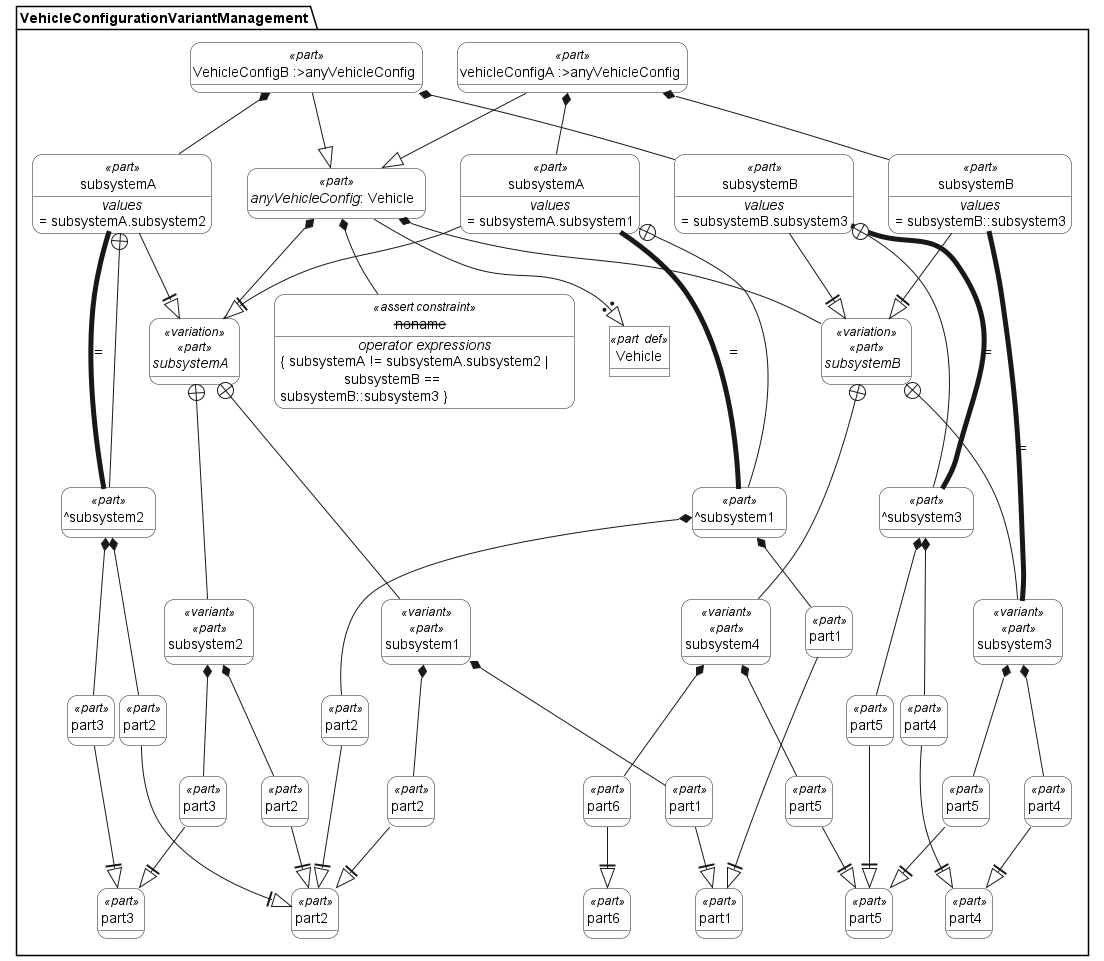 VehicleConfigurationVariantManagement
«part»
VehicleConfigB :>anyVehicleConfig
«part»
vehicleConfigA :>anyVehicleConfig
«part»
subsystemA
values
= subsystemA.subsystem2
«part»
anyVehicleConfig: Vehicle
«part»
subsystemA
values
= subsystemA.subsystem1
«part»
subsystemB
values
= subsystemB.subsystem3
«part»
subsystemB
values
= subsystemB::subsystem3
«variation»
«part»
subsystemA
«assert constraint»
noname
operator expressions
{ subsystemA != subsystemA.subsystem2 |
subsystemB ==
subsystemB::subsystem3 }
«part def»
Vehicle
«variation»
«part»
subsystemB
=
=
=
=
«part»
^subsystem2
«part»
^subsystem1
«part»
^subsystem3
«variant»
«part»
subsystem2
«variant»
«part»
subsystem1
«variant»
«part»
subsystem4
«part»
part1
«variant»
«part»
subsystem3
«part»
part3
«part»
part2
«part»
part2
«part»
part5
«part»
part4
«part»
part3
«part»
part2
«part»
part2
«part»
part6
«part»
part1
«part»
part5
«part»
part5
«part»
part4
«part»
part3
«part»
part2
«part»
part6
«part»
part1
«part»
part5
«part»
part4